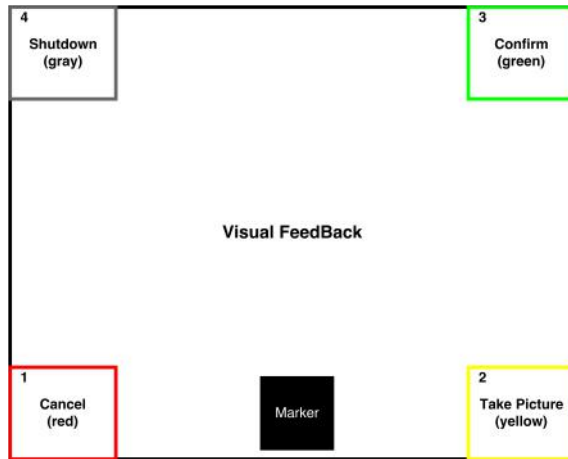 4
Shutdown
(gray)
3
Confirm
(green)
Visual FeedBack
1
Cancel
(red)
Marker
2
Take Picture
(yellow)